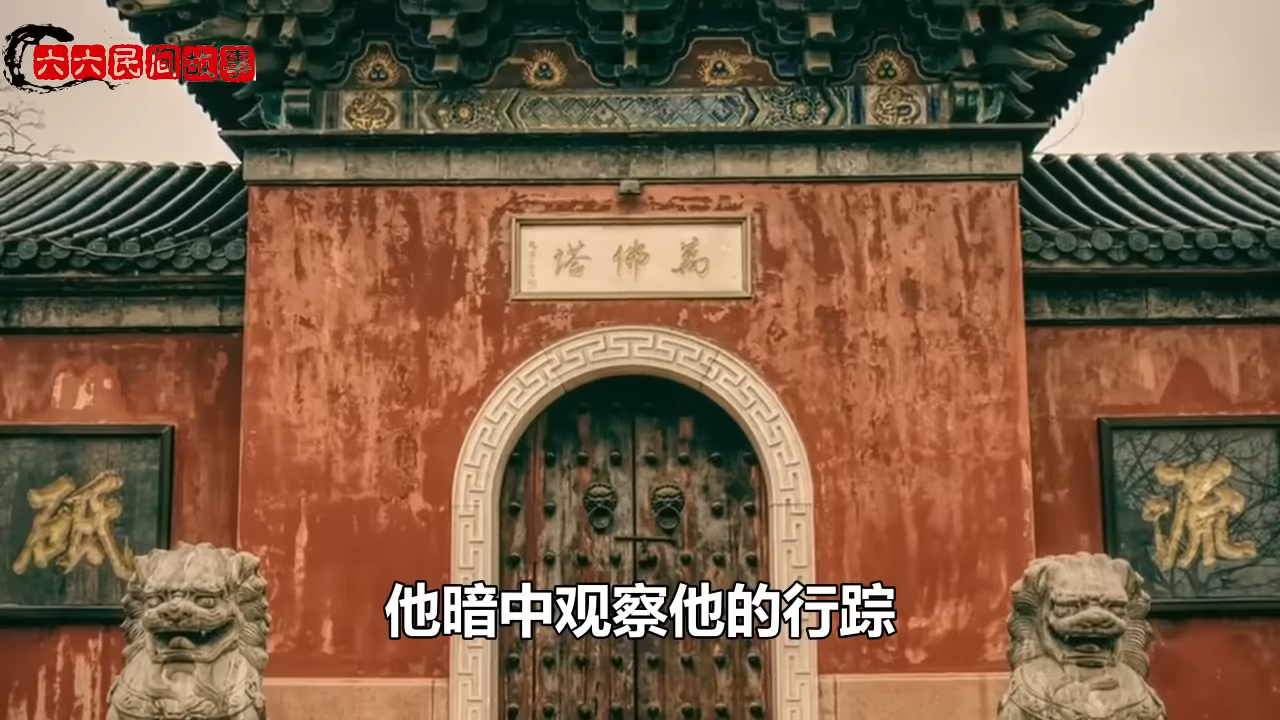 六六民间故事
萬佛塔
砥
流
他暗中观察他的行踪